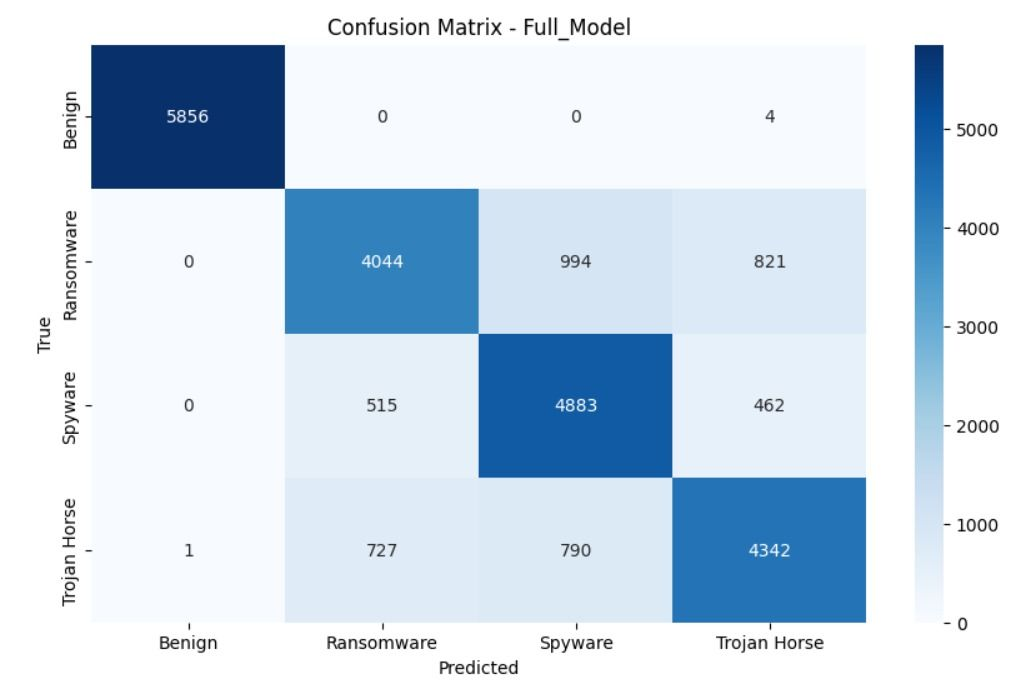 Confusion Matrix - Full_Model
True
Benign
5856 0 0 4
5000
Ransomware
0 4044 994 821
4000
3000
Spyware
0 515 4883 462
2000
Trojan Horse
1 727 790 4342
1000
0
Benign Ransomware Spyware Trojan Horse
Predicted